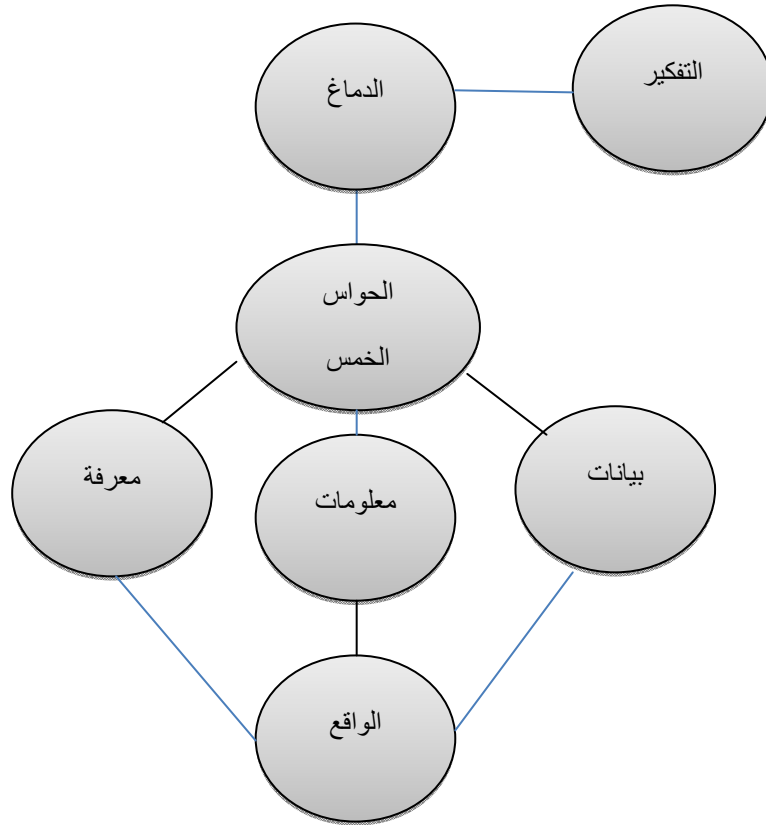 التفكير
الدماغ
الحواس
الخمس
بيانات
معلومات
معرفة
الواقع